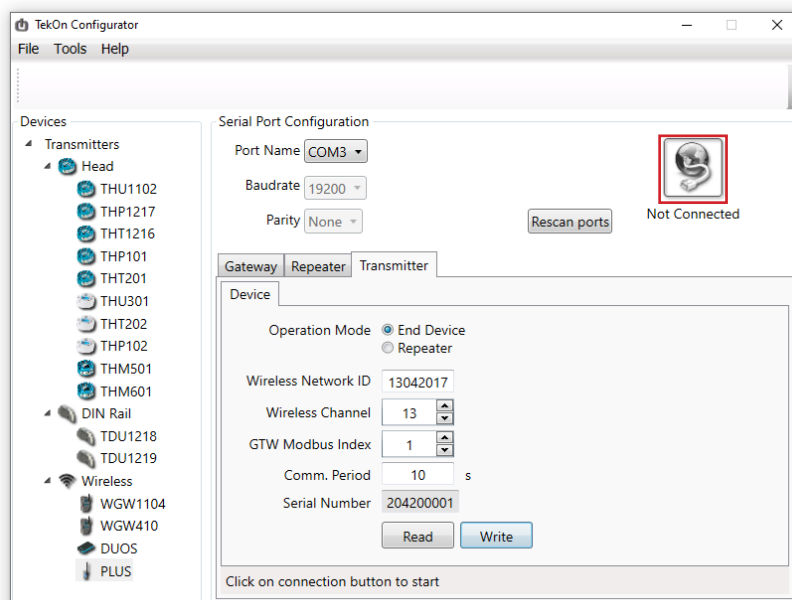 TekOn Configurator
File Tools Help
Devices
Transmitters
Head
THU1102
THP1217
THT1216
THP101
THT201
THU301
THT202
THP102
THM501
THM601
DIN Rail
TDU1218
TDU1219
Wireless
WGW1104
WGW410
DUOS
PLUS
Serial Port Configuration
Port Name COM3
Baudrate 19200
Parity None
Rescan ports
Not Connected
Gateway Repeater Transmitter
Device
Operation Mode End Device
Repeater
Wireless Network ID 13042017
Wireless Channel 13
GTW Modbus Index 1
Comm. Period 10 s
Serial Number 204200001
Read Write
Click on connection button to start